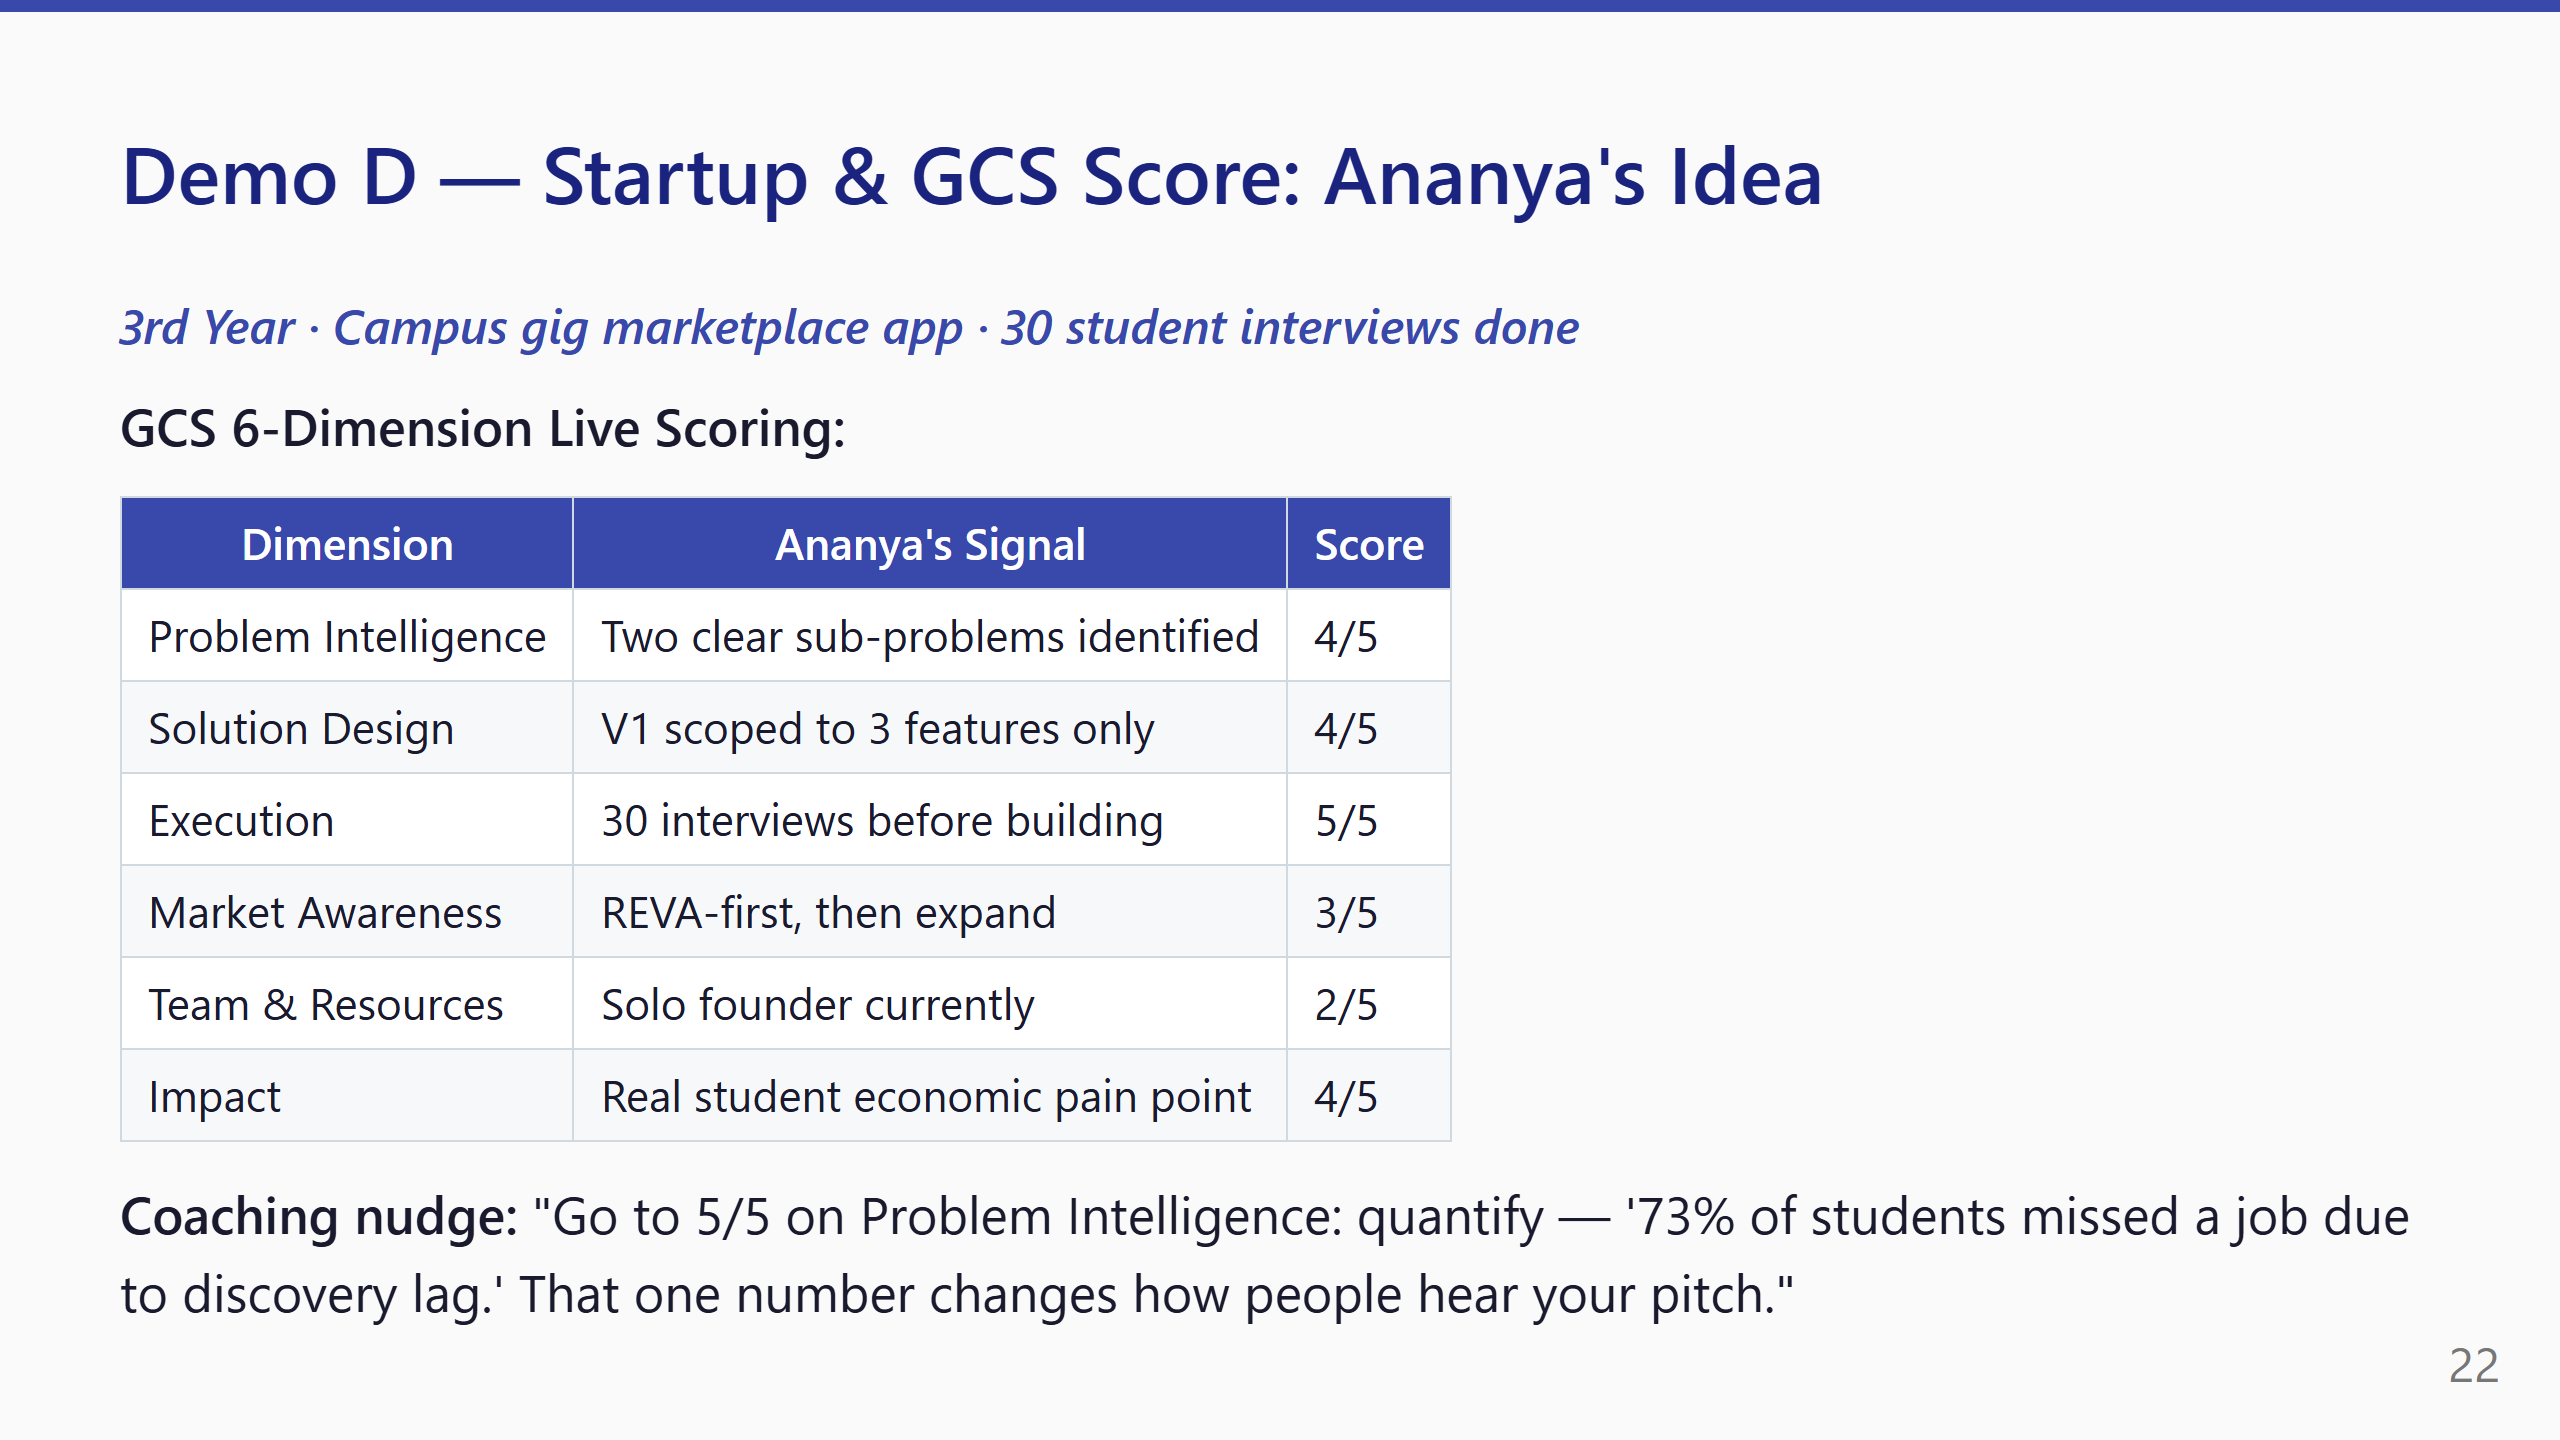 Demo D — Startup & GCS Score: Ananya's Idea
3rd Year · Campus gig marketplace app · 30 student interviews done
GCS 6-Dimension Live Scoring:
Dimension Ananya's Signal Score
Problem Intelligence Two clear sub-problems identified 4/5
Solution Design V1 scoped to 3 features only 4/5
Execution 30 interviews before building 5/5
Market Awareness REVA-first, then expand 3/5
Team & Resources Solo founder currently 2/5
Impact Real student economic pain point 4/5
Coaching nudge: "Go to 5/5 on Problem Intelligence: quantify — '73% of students missed a job due
to discovery lag.' That one number changes how people hear your pitch."
22